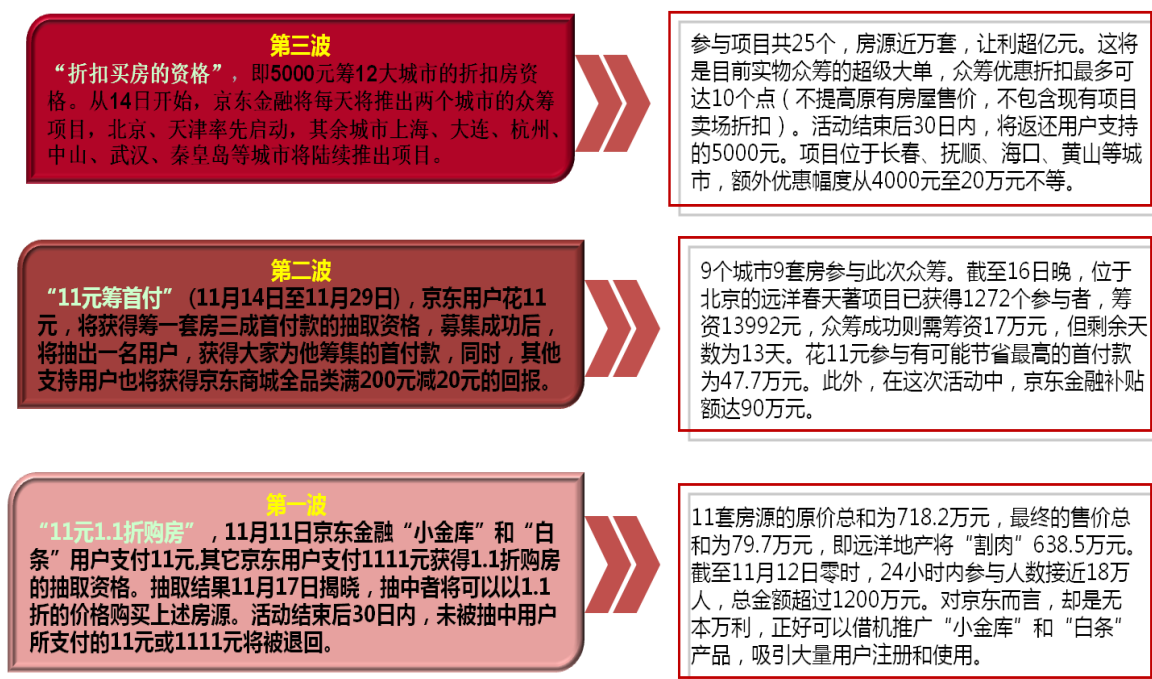 第三波
“折扣买房的资格”，即5000元筹12大城市的折扣房资
格。从14日开始，京东金融将每天将推出两个城市的众筹
项目，北京、天津率先启动，其余城市上海、大连、杭州、
中山、武汉、秦皇岛等城市将陆续推出项目。
参与项目共25个，房源近万套，让利超亿元。这将
是目前实物众筹的超级大单，众筹优惠折扣最多可
达10个点（不提高原有房屋售价，不包含现有项目
卖场折扣）。活动结束后30日内，将返还用户支持
的5000元。项目位于长春、抚顺、海口、黄山等城
市，额外优惠幅度从4000元至20万元不等。
第二波
“11元筹首付”（11月14日至11月29日），京东用户花11
元，将获得筹一套房三成首付款的抽取资格，募集成功后，
将抽出一名用户，获得大家为他筹集的首付款，同时，其他
支持用户也将获得京东商城全品类满200元减20元的回报。
9个城市9套房参与此次众筹。截至16日晚，位于
北京的远洋春天著项目已获得1272个参与者，筹
资13992元，众筹成功则需筹资17万元，但剩余天
数为13天。花11元参与有可能节省最高的首付款
为47.7万元。此外，在这次活动中，京东金融补贴
额达90万元。
第一波
“11元1.1折购房”，11月11日京东金融“小金库”和“白
条”用户支付11元,其它京东用户支付1111元获得1.1折购房
的抽取资格。抽取结果11月17日揭晓，抽中者将可以以1.1
折的价格购买上述房源。活动结束后30日内，未被抽中用户
所支付的11元或1111元将被退回。
11套房源的原价总和为718.2万元，最终的售价总
和为79.7万元，即远洋地产将“割肉”638.5万元。
截至11月12日零时，24小时内参与人数接近18万
人，总金额超过1200万元。对京东而言，却是无
本万利，正好可以借机推广“小金库”和“白条”
产品，吸引大量用户注册和使用。